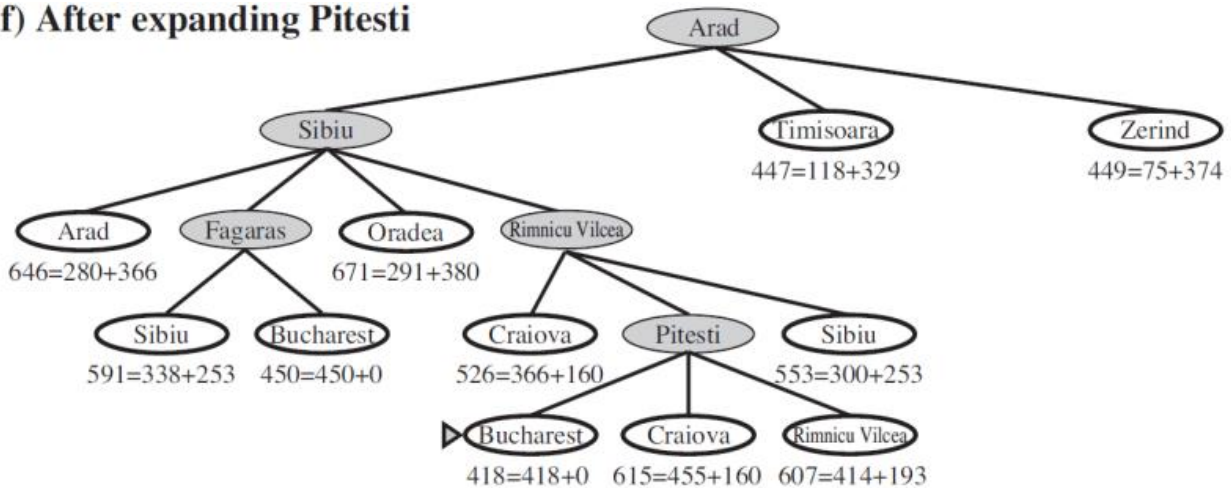 f) After expanding Pitesti
Arad
Sibiu
Timisoara
Zerind
447=118+329
449=75+374
Arad
Fagaras
Oradea
Rimnicu Vilcea
646=280+366
671=291+380
Sibiu
Bucharest
Craiova
Pitesti
Sibiu
591=338+253
450=450+0
526=366+160
553=300+253
Bucharest
Craiova
Rimnicu Vilcea
418=418+0
615=455+160
607=414+193